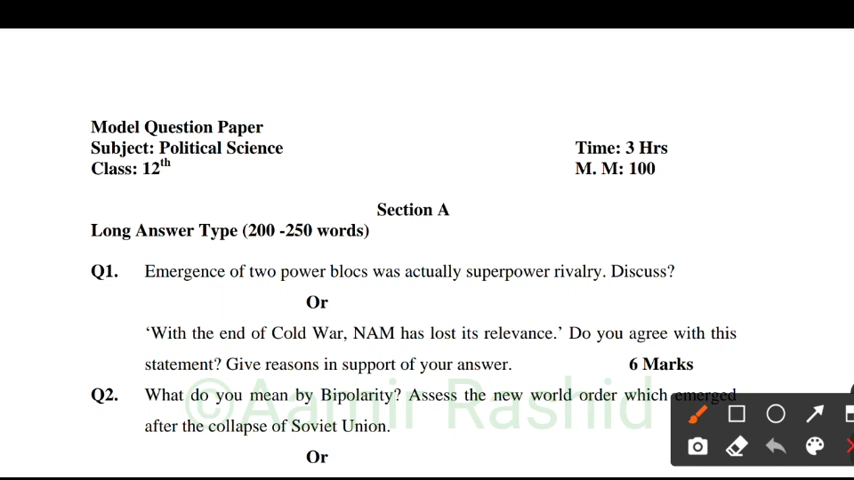 Model Question Paper
Subject: Political Science Time: 3 Hrs
Class: 12th M. M: 100
Section A
Long Answer Type (200 -250 words)
Q1. Emergence of two power blocs was actually superpower rivalry. Discuss?
Or
‘With the end of Cold War, NAM has lost its relevance.’ Do you agree with this
statement? Give reasons in support of your answer. 6 Marks
Q2. What do you mean by Bipolarity? Assess the new world order which emerged
after the collapse of Soviet Union.
©Aamir Rashid
Or